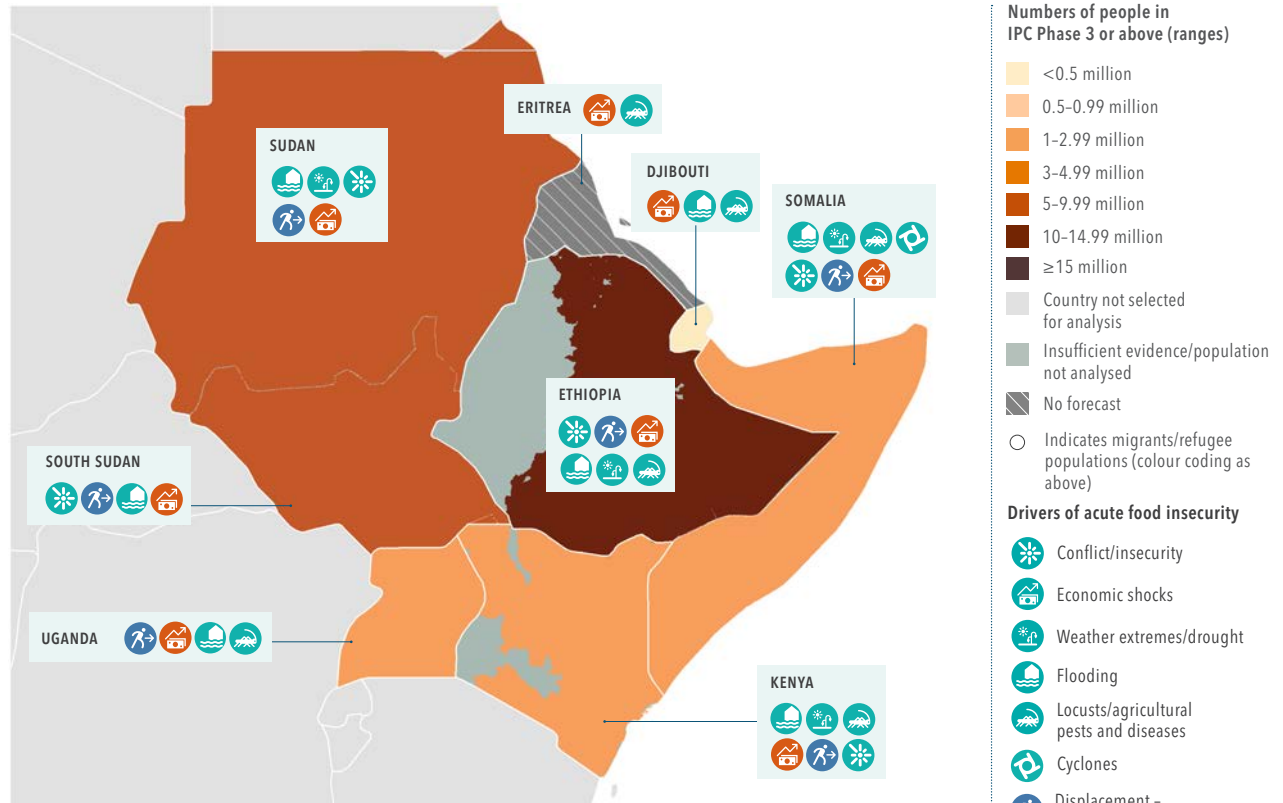 ERITREA
SUDAN
DJIBOUTI
SOMALIA
ETHIOPIA
SOUTH SUDAN
UGANDA
KENYA
Numbers of people in
IPC Phase 3 or above (ranges)
<0.5 million
0.5–0.99 million
1–2.99 million
3–4.99 million
5–9.99 million
10–14.99 million
≥15 million
Country not selected
for analysis
Insufficient evidence/population
not analysed
No forecast
Indicates migrants/refugee
populations (colour coding as
above)
Drivers of acute food insecurity
Conflict/insecurity
Economic shocks
Weather extremes/drought
Flooding
Locusts/agricultural
pests and diseases
Cyclones
Displacement –